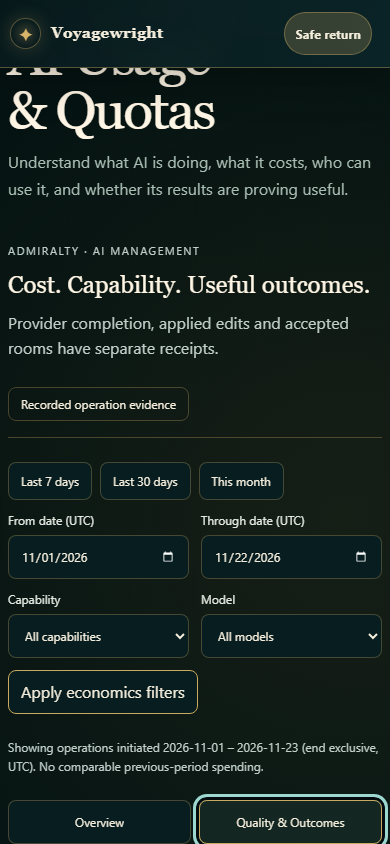 Voyagewright
Safe return
AI Usage
& Quotas
Understand what AI is doing, what it costs, who can
use it, and whether its results are proving useful.
ADMIRALTY · AI MANAGEMENT
Cost. Capability. Useful outcomes.
Provider completion, applied edits and accepted
rooms have separate receipts.
Recorded operation evidence
Last 7 days
Last 30 days
This month
From date (UTC)
Through date (UTC)
11/01/2026
11/22/2026
Capability
Model
All capabilities
All models
Apply economics filters
Showing operations initiated 2026-11-01 – 2026-11-23 (end exclusive,
UTC). No comparable previous-period spending.
Overview
Quality & Outcomes